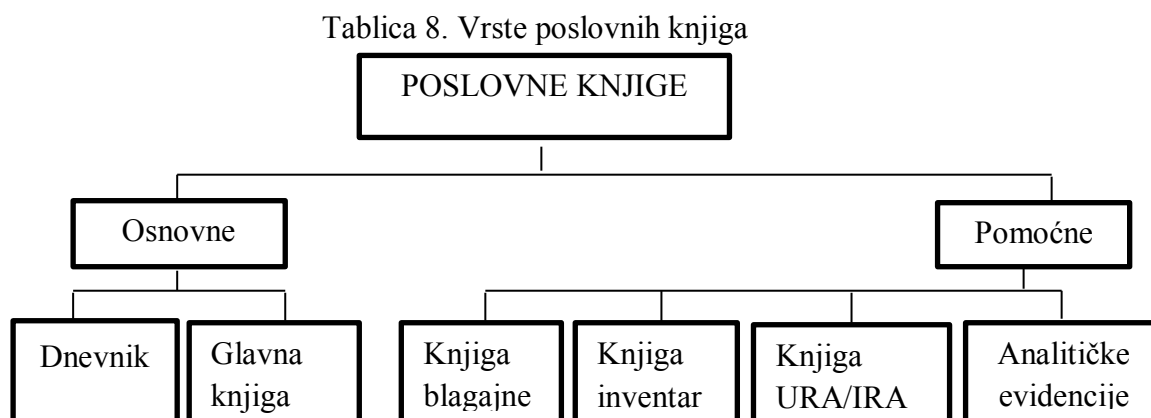 Tablica 8. Vrste poslovnih knjiga
POSLOVNE KNJIGE
Osnovne
Pomoćne
Dnevnik
Glavna
knjiga
Knjiga
blagajne
Knjiga
inventar
Knjiga
URA/IRA
Analitičke
evidencije